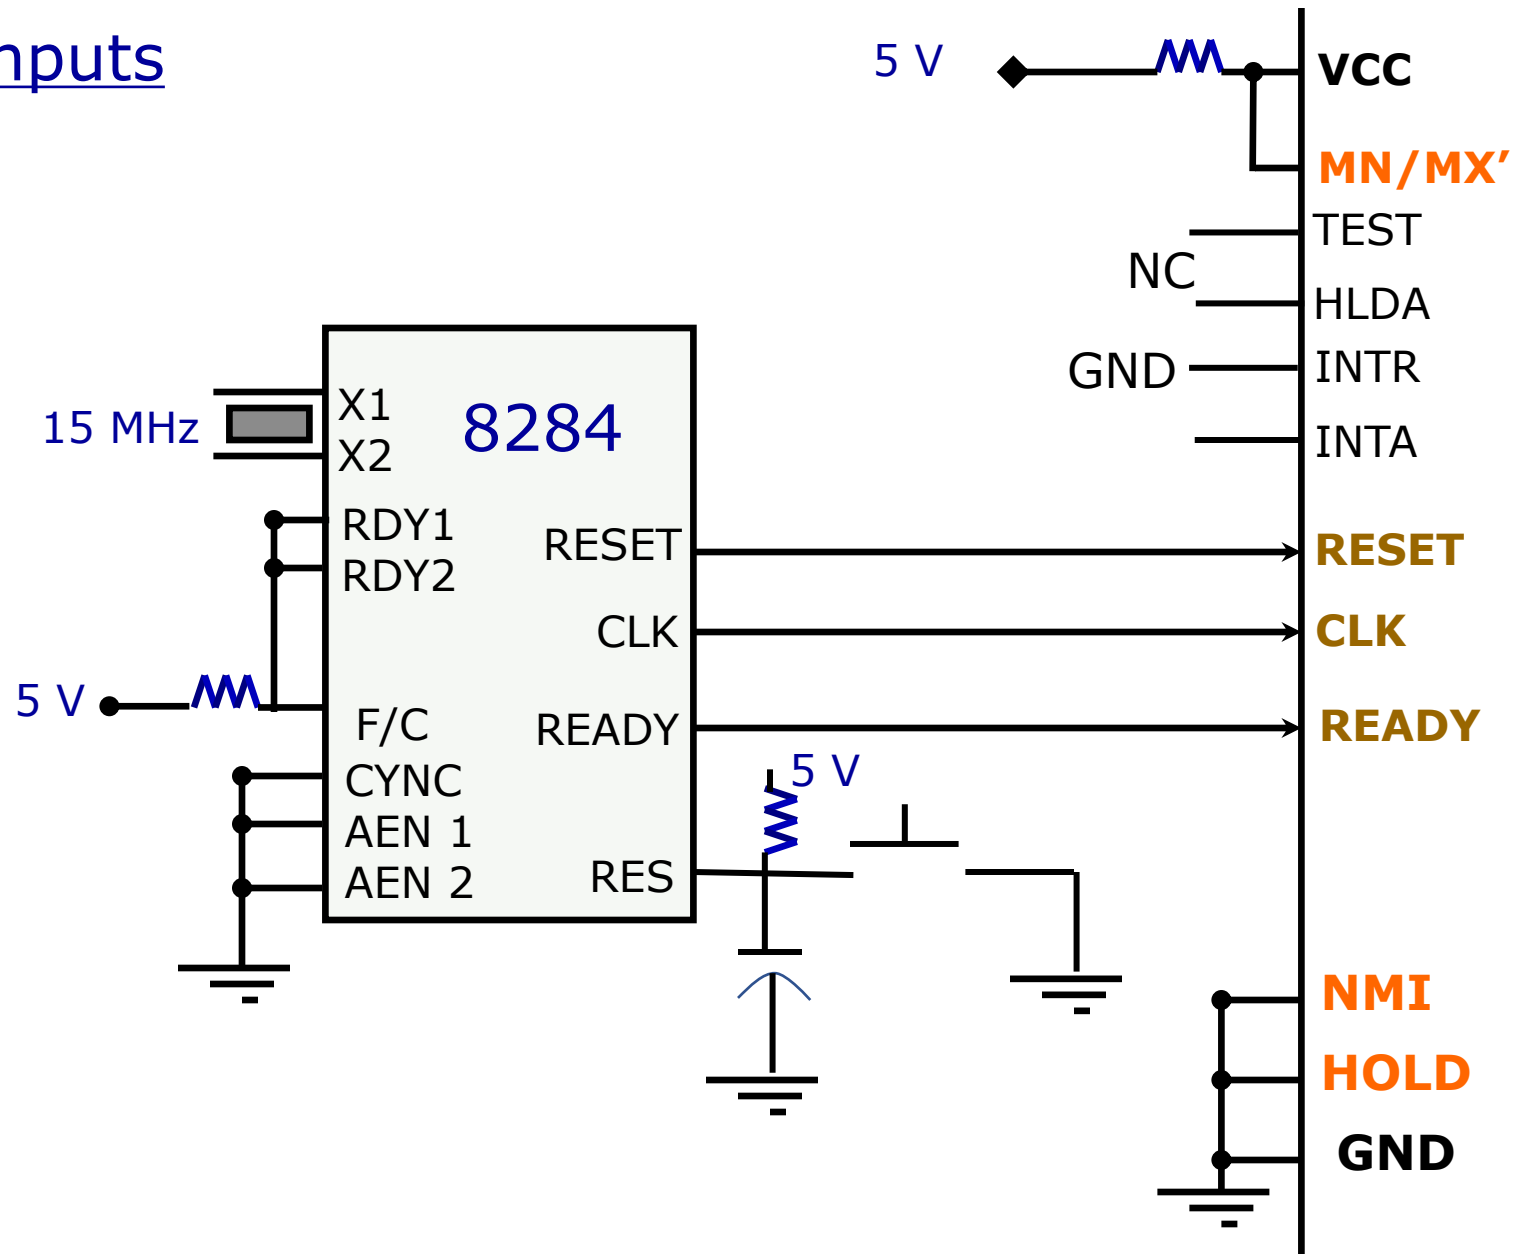 nputs
5 V
VCC
MN/MX’
TEST
NC
HLDA
GND
INTR
INTA
15 MHz
X1
X2
8284
RDY1
RDY2
RESET
RESET
CLK
CLK
5 V
F/C
READY
READY
5 V
CYNC
AEN 1
AEN 2
RES
NMI
HOLD
GND